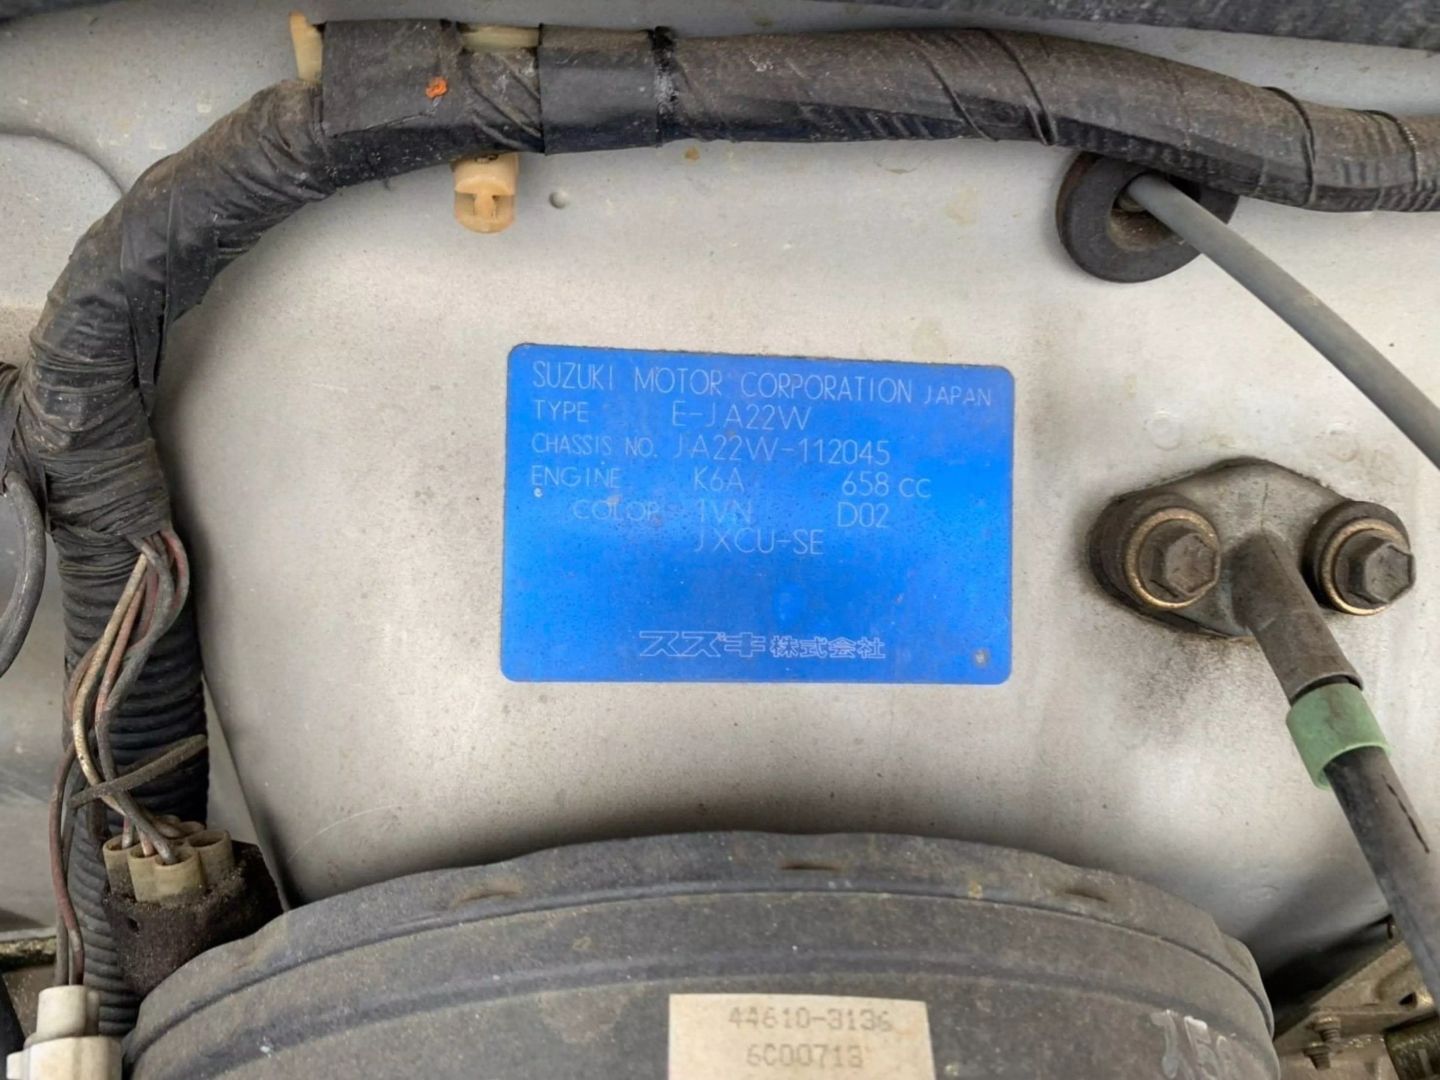 SUZUKI MOTOR CORPORATION JAPAN
TYPE E-JA22W
CHASSIS NO. JA22W-112045
ENGINE K6A 658 CC
COLOR 1VN D02
JXCU-SE
スズキ株式会社
44610-3136
6C00713